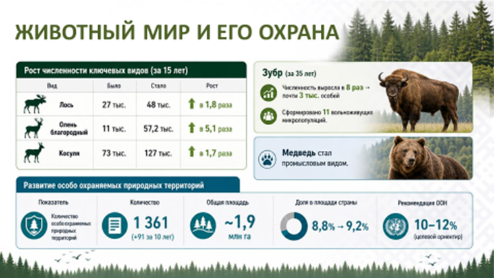 ЖИВОТНЫЙ МИР И ЕГО ОХРАНА
Рост численности ключевых видов (за 15 лет)
Вид Было Стало Рост
Лось 27 тыс. 48 тыс. в 1,8 раза
Олень благородный 11 тыс. 57,2 тыс. в 5,1 раза
Косуля 73 тыс. 127 тыс. в 1,7 раза
Зубр (за 35 лет)
Численность выросла в 8 раз →
почти 3 тыс. особей
Сформировано 11 вольноживущих
микропопуляций.
Медведь стал
промысловым видом.
Развитие особо охраняемых природных территорий
Показатель Количество Общая площадь Доля в площади страны Рекомендация ООН
Количество
особо охраняемых
природных
территорий
1 361
(+91 за 10 лет)
~1,9
млн га
8,8% → 9,2%
10–12%
(целевой ориентир)